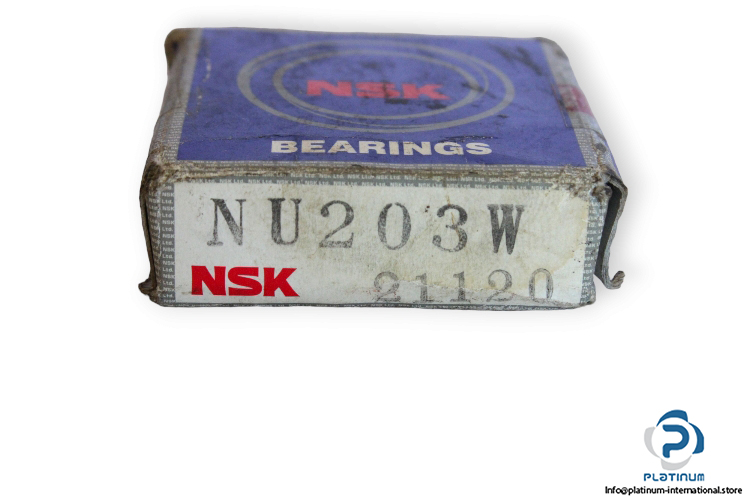 NSK
BEARINGS
NU203W
NSK 21120
PLATINUM
Info@platinum-international.store